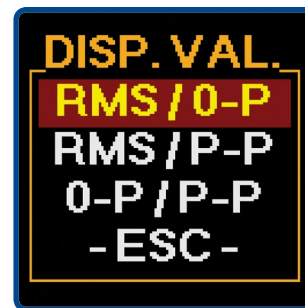 DISP. VAL.
RMS / 0-P
RMS / P-P
0-P / P-P
- ESC -